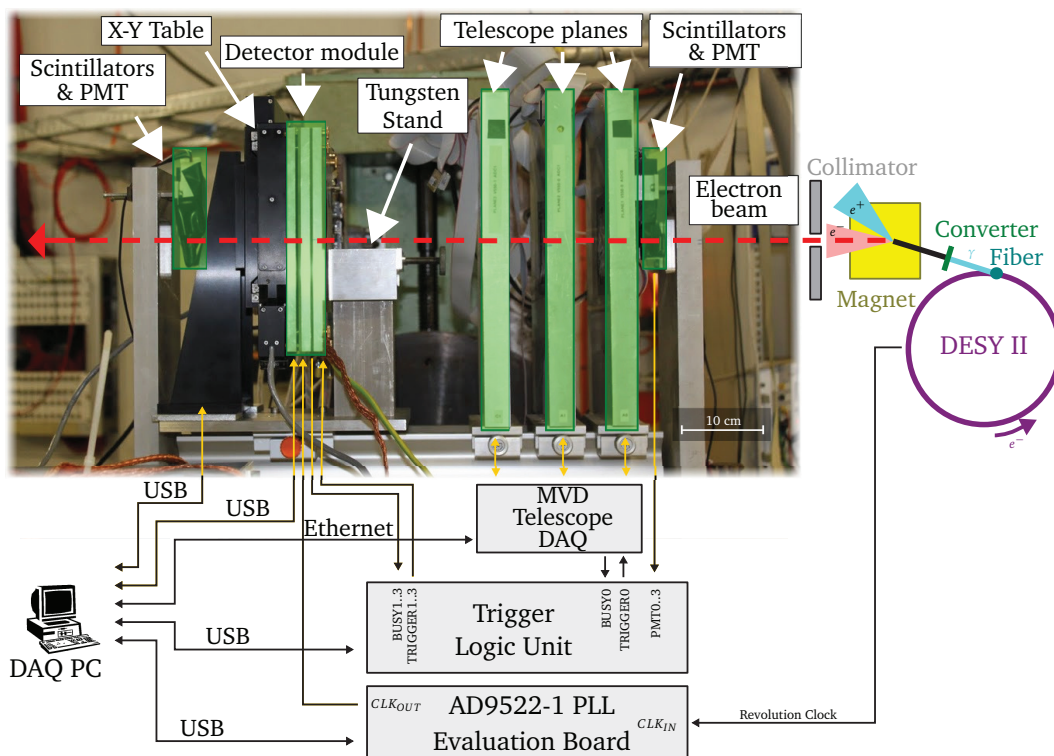 X-Y Table
Detector module
Telescope planes
Scintillators
& PMT
Scintillators
& PMT
Tungsten
Stand
Electron
beam
Collimator
e+
e-
Converter
γ
Fiber
Magnet
DESY II
e−
10 cm
USB
USB
Ethernet
MVD
Telescope
DAQ
BUSY1..3
TRIGGER1..3
BUSY0
TRIGGER0
PMT0..3
Trigger
Logic Unit
USB
DAQ PC
CLKOUT
AD9522-1 PLL
Evaluation Board
CLKIN
Revolution Clock
USB